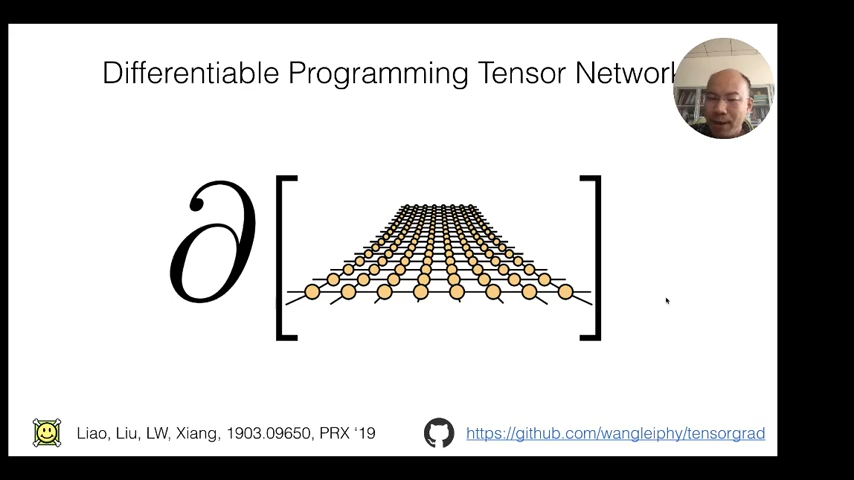 Differentiable Programming Tensor Network
∂
Liao, Liu, LW, Xiang, 1903.09650, PRX ‘19
https://github.com/wangleiphy/tensorgrad